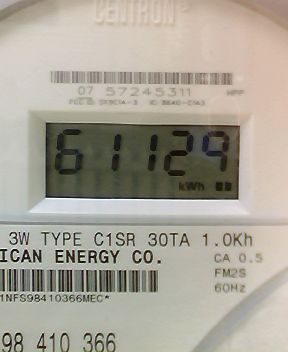 CENTRON®
07 57245311 MPP
61129
kWh
3W TYPE C1SR 30TA 1.0Kh
ICAN ENERGY CO. CA 0.5
FM2S
1NFS98410366MEC* 60Hz
98 410 366